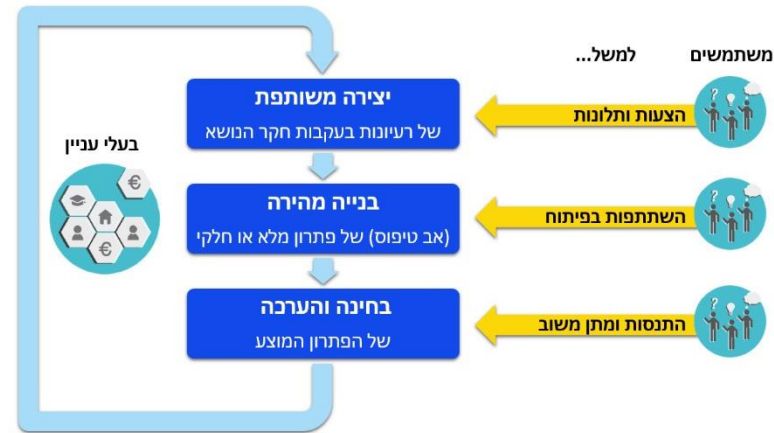 משתמשים
למשל...
יצירה משותפת
של רעיונות בעקבות חקר הנושא
הצעות ותלונות
בעלי עניין
בנייה מהירה
(אב טיפוס) של פתרון מלא או חלקי
השתתפות בפיתוח
בחינה והערכה
של הפתרון המוצע
התנסות ומתן משוב